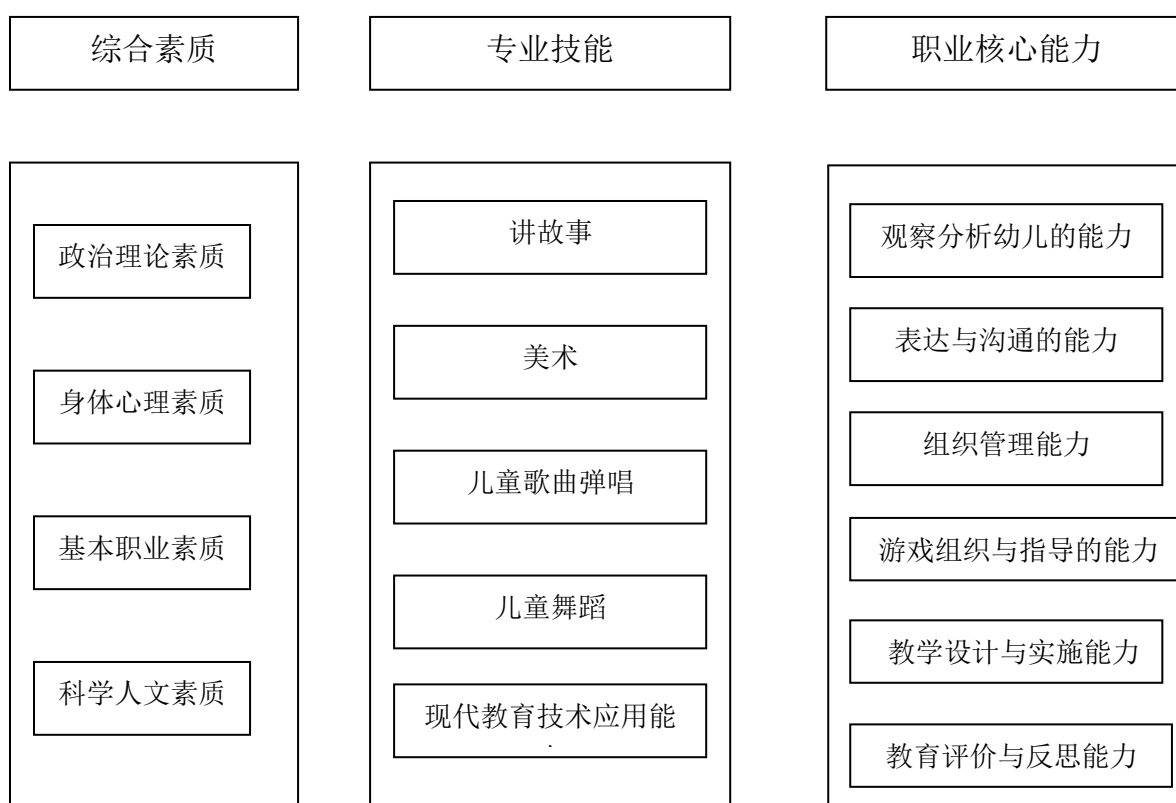 综合素质
专业技能
职业核心能力
政治理论素质
身体心理素质
基本职业素质
科学人文素质
讲故事
美术
儿童歌曲弹唱
儿童舞蹈
现代教育技术应用能
观察分析幼儿的能力
表达与沟通的能力
组织管理能力
游戏组织与指导的能力
教学设计与实施能力
教育评价与反思能力